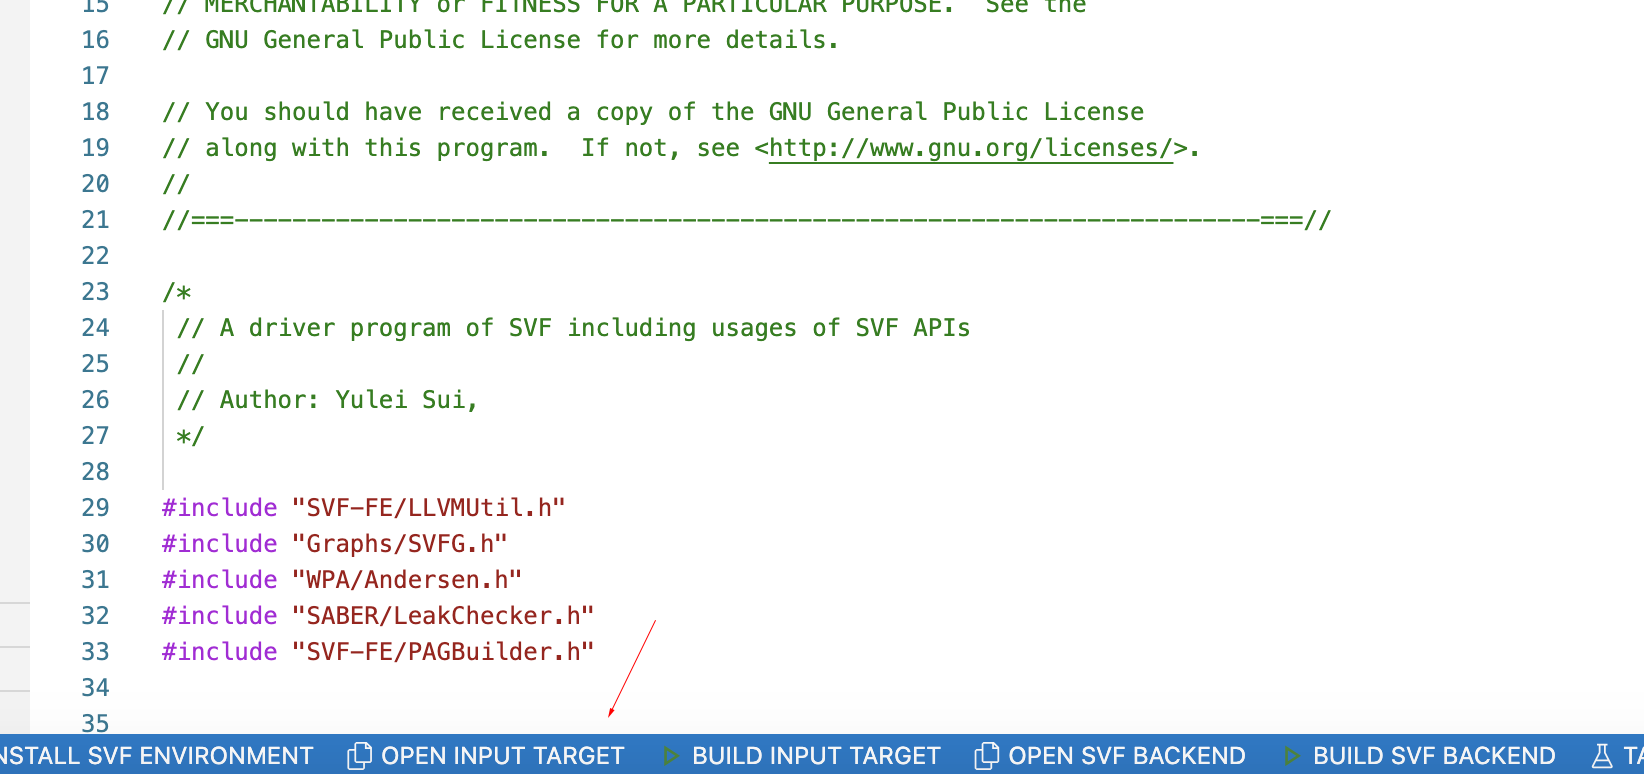 15 // MERCHANTABILITY or FITNESS FOR A PARTICULAR PURPOSE.  See the
16 // GNU General Public License for more details.
17
18 // You should have received a copy of the GNU General Public License
19 // along with this program.  If not, see <http://www.gnu.org/licenses/>.
20 //
21 //===-----------------------------------------------------------------------===//
22
23 /*
24 // A driver program of SVF including usages of SVF APIs
25 //
26 // Author: Yulei Sui,
27 */
28
29 #include "SVF-FE/LLVMUtil.h"
30 #include "Graphs/SVFG.h"
31 #include "WPA/Andersen.h"
32 #include "SABER/LeakChecker.h"
33 #include "SVF-FE/PAGBuilder.h"
34
35
NSTALL SVF ENVIRONMENT OPEN INPUT TARGET BUILD INPUT TARGET OPEN SVF BACKEND BUILD SVF BACKEND TA